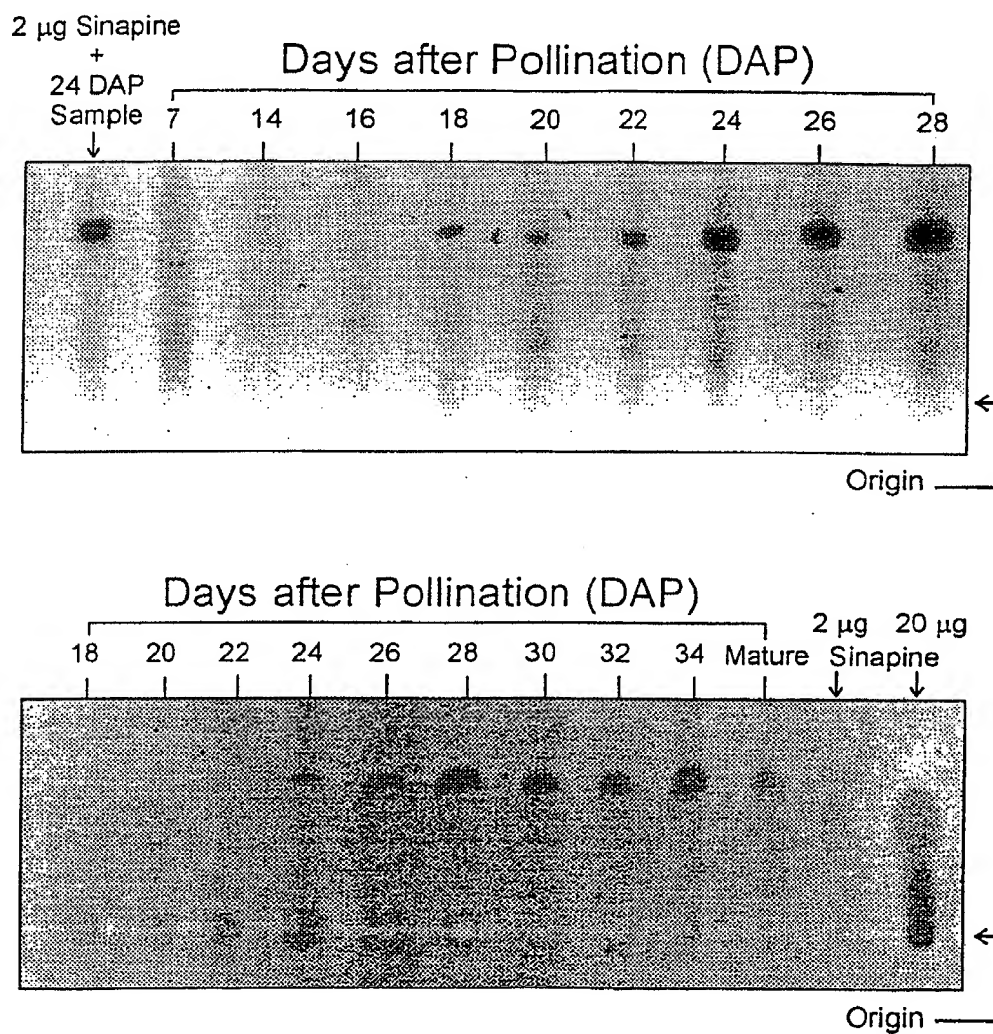 2 µg Sinapine
+
24 DAP
Sample
Days after Pollination (DAP)
7 14 16 18 20 22 24 26 28
Origin
Days after Pollination (DAP)
18 20 22 24 26 28 30 32 34 Mature
2 µg 20 µg
Sinapine
Origin